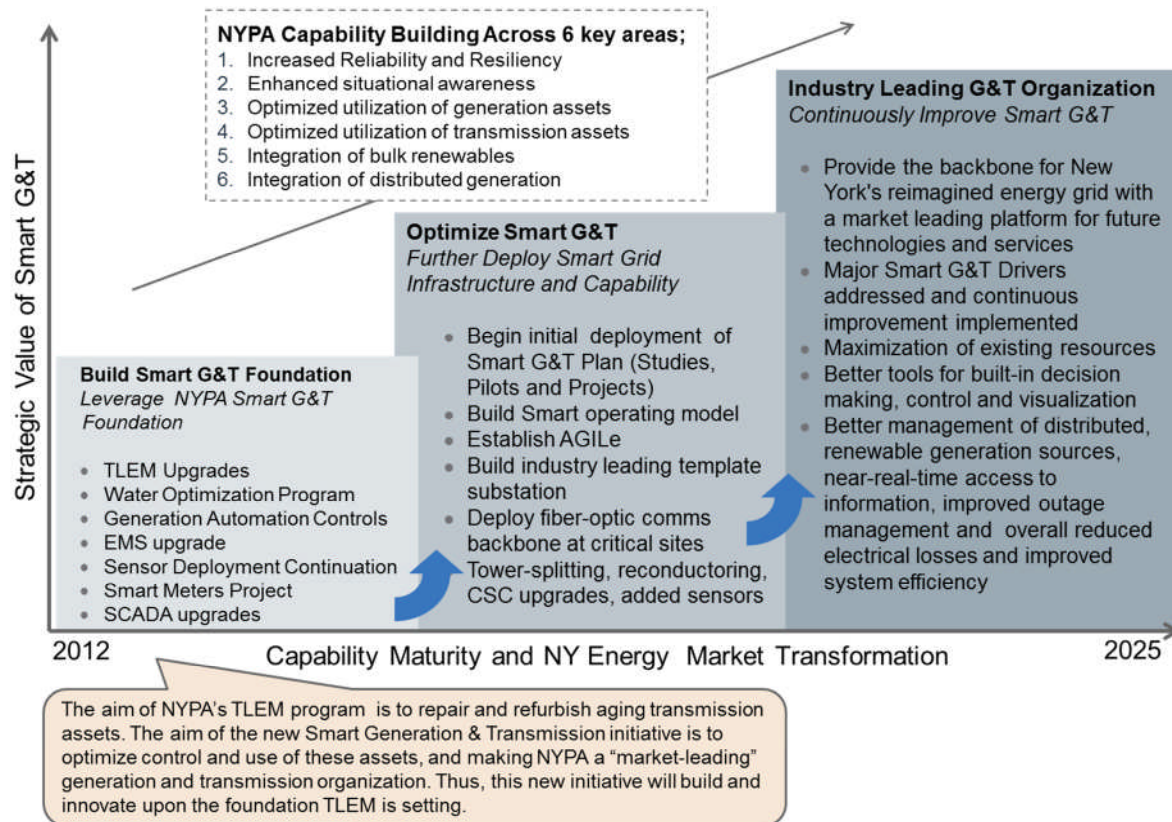 NYPA Capability Building Across 6 key areas;
1. Increased Reliability and Resiliency
2. Enhanced situational awareness
3. Optimized utilization of generation assets
4. Optimized utilization of transmission assets
5. Integration of bulk renewables
6. Integration of distributed generation
Strategic Value of Smart G&T
Build Smart G&T Foundation
Leverage NYPA Smart G&T
Foundation
• TLEM Upgrades
• Water Optimization Program
• Generation Automation Controls
• EMS upgrade
• Sensor Deployment Continuation
• Smart Meters Project
• SCADA upgrades
Optimize Smart G&T
Further Deploy Smart Grid
Infrastructure and Capability
• Begin initial deployment of
Smart G&T Plan (Studies,
Pilots and Projects)
• Build Smart operating model
• Establish AGILe
• Build industry leading template
substation
• Deploy fiber-optic comms
backbone at critical sites
Tower-splitting, reconductoring,
CSC upgrades, added sensors
Industry Leading G&T Organization
Continuously Improve Smart G&T
• Provide the backbone for New
York's reimagined energy grid with
a market leading platform for future
technologies and services
• Major Smart G&T Drivers
addressed and continuous
improvement implemented
• Maximization of existing resources
• Better tools for built-in decision
making, control and visualization
• Better management of distributed,
renewable generation sources,
near-real-time access to
information, improved outage
management and overall reduced
electrical losses and improved
system efficiency
2012
Capability Maturity and NY Energy Market Transformation
2025
The aim of NYPA's TLEM program is to repair and refurbish aging transmission
assets. The aim of the new Smart Generation & Transmission initiative is to
optimize control and use of these assets, and making NYPA a “market-leading”
generation and transmission organization. Thus, this new initiative will build and
innovate upon the foundation TLEM is setting.